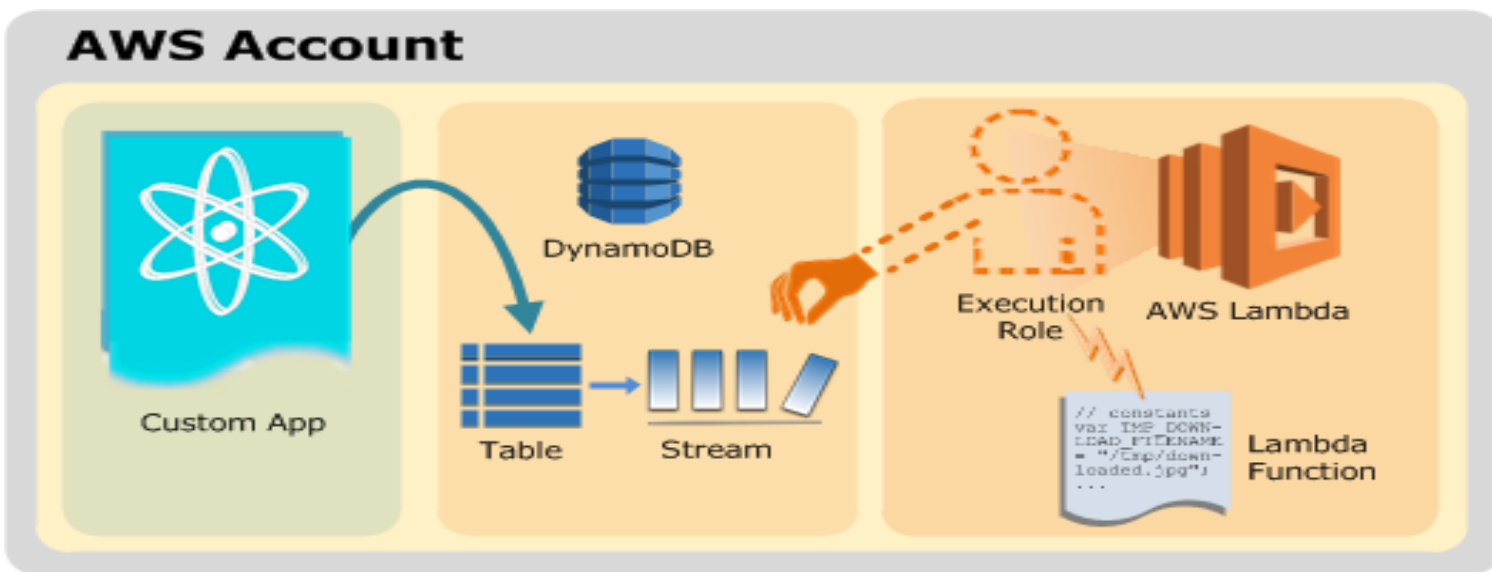 AWS Account
Custom App
DynamoDB
Table
Stream
Execution
Role
AWS Lambda
// constants
var TMP_DOWN-
LOAD_FILENAME
= "/tmp/down-
loaded.jpg";
...
Lambda
Function